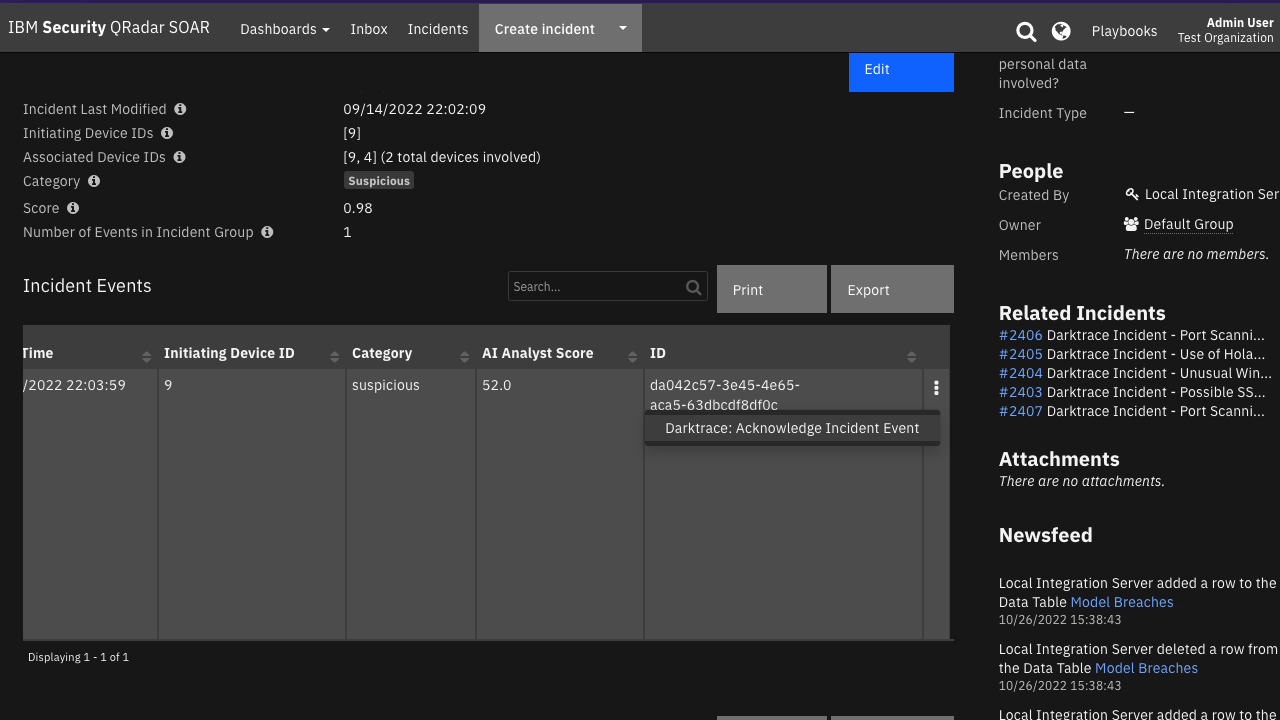 IBM Security QRadar SOAR
Dashboards
Inbox
Incidents
Create incident
Playbooks
Admin User
Test Organization
Edit
Incident Last Modified
09/14/2022 22:02:09
Initiating Device IDs
[9]
Associated Device IDs
[9, 4] (2 total devices involved)
Category
Suspicious
Score
0.98
Number of Events in Incident Group
1
Incident Events
Search...
Print
Export
Time
Initiating Device ID
Category
AI Analyst Score
ID
/2022 22:03:59
9
suspicious
52.0
da042c57-3e45-4e65-
aca5-63dbcdf8df0c
Darktrace: Acknowledge Incident Event
Displaying 1 - 1 of 1
personal data
involved?
Incident Type
—
People
Created By
Local Integration Ser
Owner
Default Group
Members
There are no members.
Related Incidents
#2406 Darktrace Incident - Port Scanni...
#2405 Darktrace Incident - Use of Hola...
#2404 Darktrace Incident - Unusual Win...
#2403 Darktrace Incident - Possible SS...
#2407 Darktrace Incident - Port Scanni...
Attachments
There are no attachments.
Newsfeed
Local Integration Server added a row to the
Data Table Model Breaches
10/26/2022 15:38:43
Local Integration Server deleted a row from
the Data Table Model Breaches
10/26/2022 15:38:43
Local Integration Server added a row to the